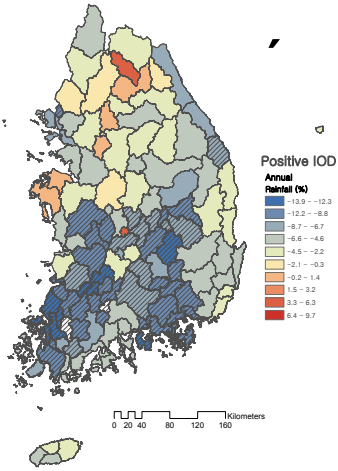 Positive IOD
Annual
Rainfall (%)
-13.9 - -12.3
-12.2 - -8.8
-8.7 - -6.7
-6.6 - -4.6
-4.5 - -2.2
-2.1 - -0.3
-0.2 - 1.4
1.5 - 3.2
3.3 - 6.3
6.4 - 9.7
Kilometers
0 20 40 80 120 160